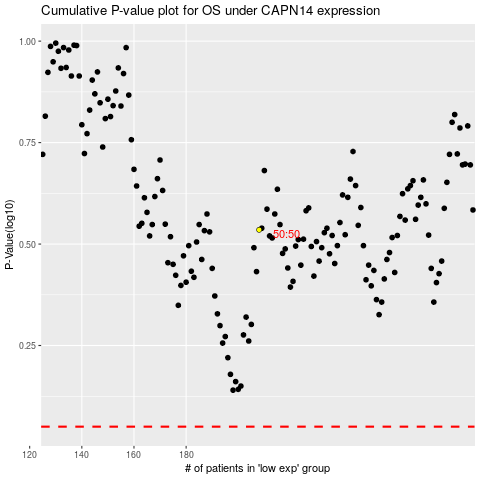 Cumulative P-value plot for OS under CAPN14 expression
P-Value(log10)
1.00
0.75
0.50
0.25
50:50
120 140 160 180
# of patients in 'low exp' group